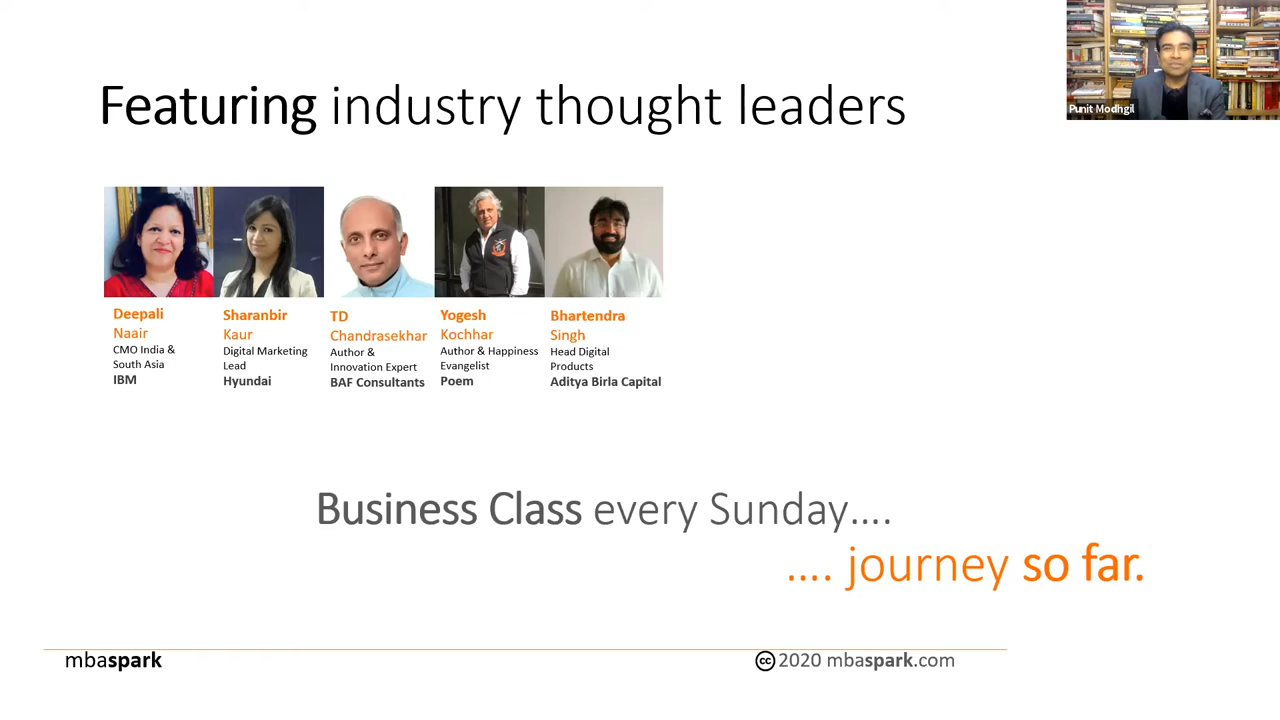 Featuring industry thought leaders
Punit Modhgil
Deepali
Naair
CMO India &
South Asia
IBM
Sharanbir
Kaur
Digital Marketing
Lead
Hyundai
TD
Chandrasekhar
Author &
Innovation Expert
BAF Consultants
Yogesh
Kochhar
Author & Happiness
Evangelist
Poem
Bhartendra
Singh
Head Digital
Products
Aditya Birla Capital
Business Class every Sunday....
.... journey so far.
mbaspark
cc 2020 mbaspark.com